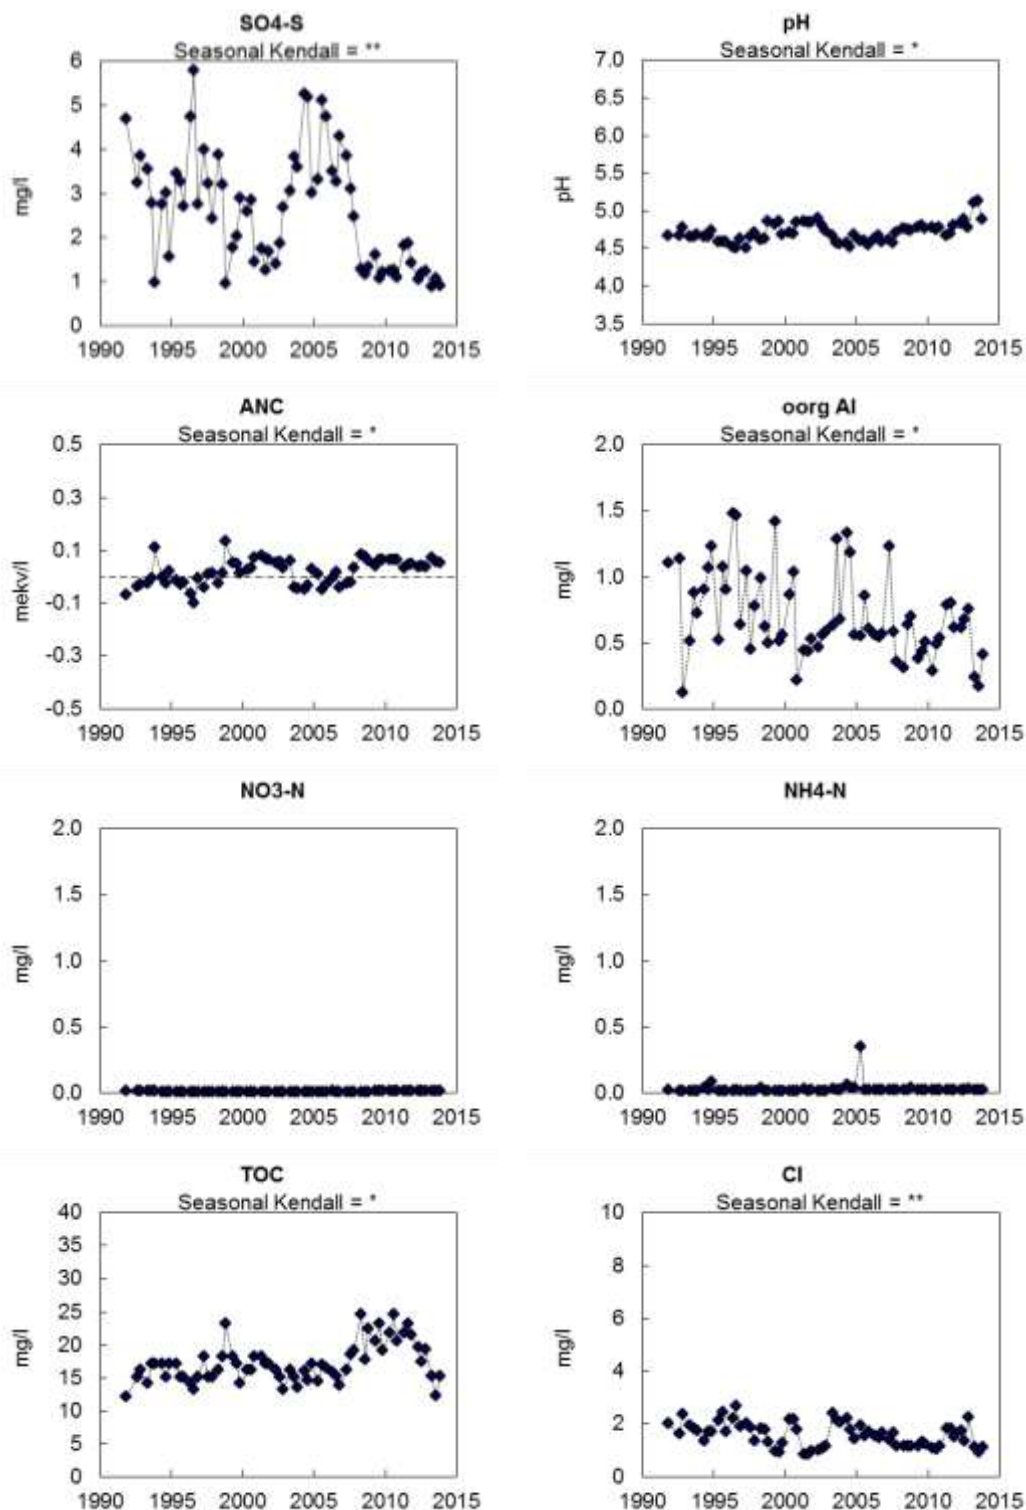 SO4-S
Seasonal Kendall = **
6
5
4
3
2
1
0
mg/l
1990 1995 2000 2005 2010 2015
pH
Seasonal Kendall = *
7.0
6.5
6.0
5.5
5.0
4.5
4.0
3.5
pH
1990 1995 2000 2005 2010 2015
ANC
Seasonal Kendall = *
0.5
0.3
0.1
-0.1
-0.3
-0.5
mekv/l
1990 1995 2000 2005 2010 2015
oorg Al
Seasonal Kendall = *
2.0
1.5
1.0
0.5
0.0
mg/l
1990 1995 2000 2005 2010 2015
NO3-N
2.0
1.5
1.0
0.5
0.0
mg/l
1990 1995 2000 2005 2010 2015
NH4-N
2.0
1.5
1.0
0.5
0.0
mg/l
1990 1995 2000 2005 2010 2015
TOC
Seasonal Kendall = *
40
35
30
25
20
15
10
5
0
mg/l
1990 1995 2000 2005 2010 2015
Cl
Seasonal Kendall = **
10
8
6
4
2
0
mg/l
1990 1995 2000 2005 2010 2015